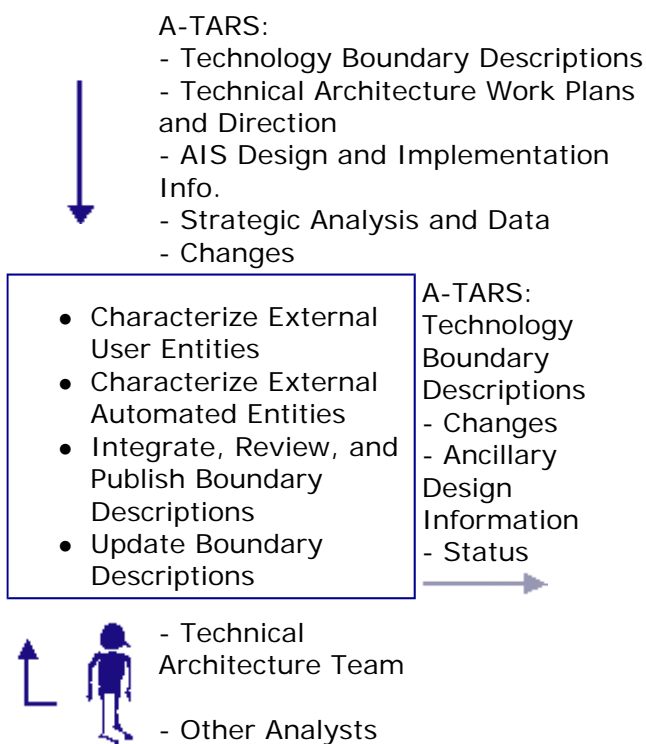 A-TARS:
- Technology Boundary Descriptions
- Technical Architecture Work Plans
and Direction
- AIS Design and Implementation
Info.
- Strategic Analysis and Data
- Changes
● Characterize External
User Entities
● Characterize External
Automated Entities
● Integrate, Review, and
Publish Boundary
Descriptions
● Update Boundary
Descriptions
A-TARS:
Technology
Boundary
Descriptions
- Changes
- Ancillary
Design
Information
- Status
- Technical
Architecture Team
- Other Analysts